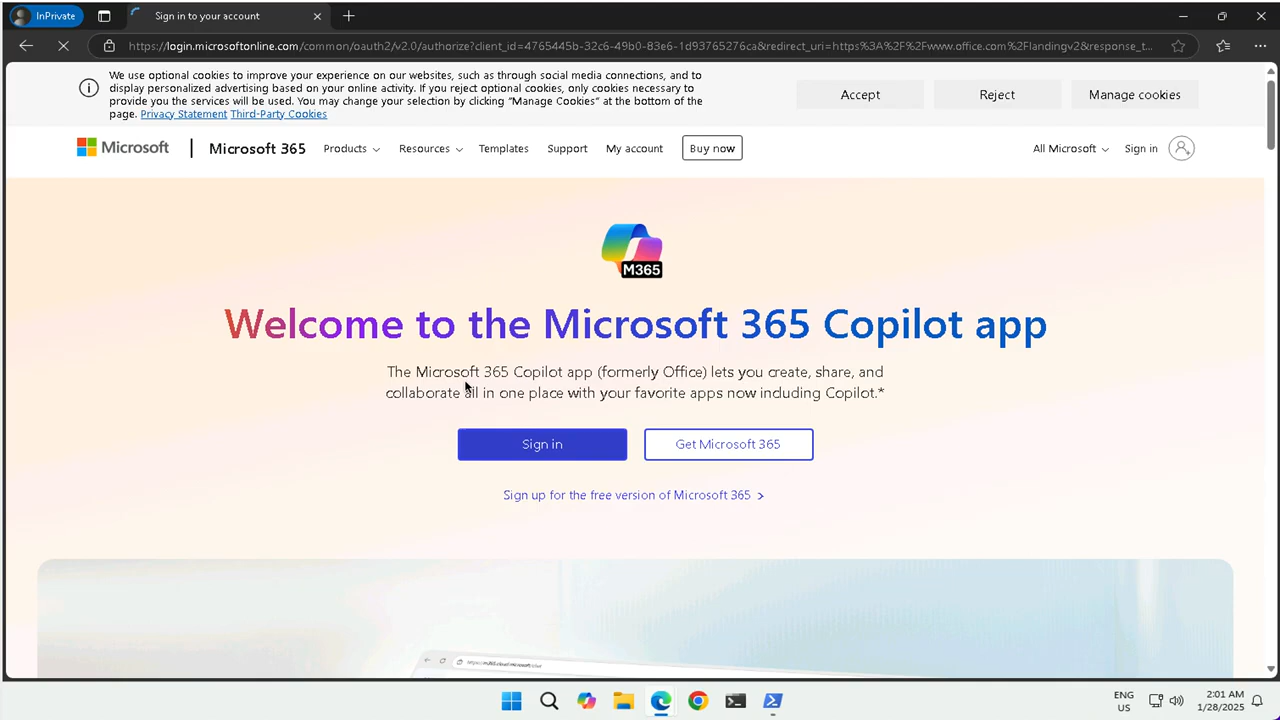 InPrivate
Sign in to your account
https://login.microsoftonline.com/common/oauth2/v2.0/authorize?client_id=4765445b-32c6-49b0-83e6-1d93765276ca&redirect_uri=https%3A%2F%2Fwww.office.com%2Flandingv2&response_t...
We use optional cookies to improve your experience on our websites, such as through social media connections, and to
display personalized advertising based on your online activity. If you reject optional cookies, only cookies necessary to
provide you the services will be used. You may change your selection by clicking "Manage Cookies" at the bottom of the
page. Privacy Statement Third-Party Cookies
Accept
Reject
Manage cookies
Microsoft
Microsoft 365
Products
Resources
Templates
Support
My account
Buy now
All Microsoft
Sign in
M365
Welcome to the Microsoft 365 Copilot app
The Microsoft 365 Copilot app (formerly Office) lets you create, share, and
collaborate all in one place with your favorite apps now including Copilot.*
Sign in
Get Microsoft 365
Sign up for the free version of Microsoft 365
ENG
US
2:01 AM
1/28/2025